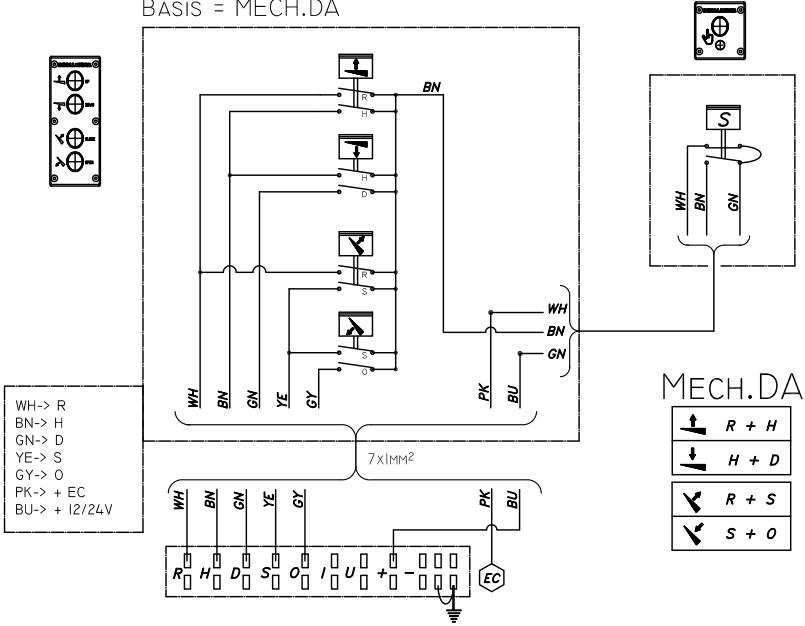 BASIS = MECH.DA
R
H
BN
H
D
R
S
S
O
S
WH
BN
GN
WH
BN
GN
WH
BN
GN
YE
GY
PK
BU
WH-> R
BN-> H
GN-> D
YE-> S
GY-> O
PK-> + EC
BU-> + 12/24V
7x1MM²
MECH.DA
R + H
H + D
R + S
S + O
WH
BN
GN
YE
GY
PK
BU
R H D S O I U + -
EC